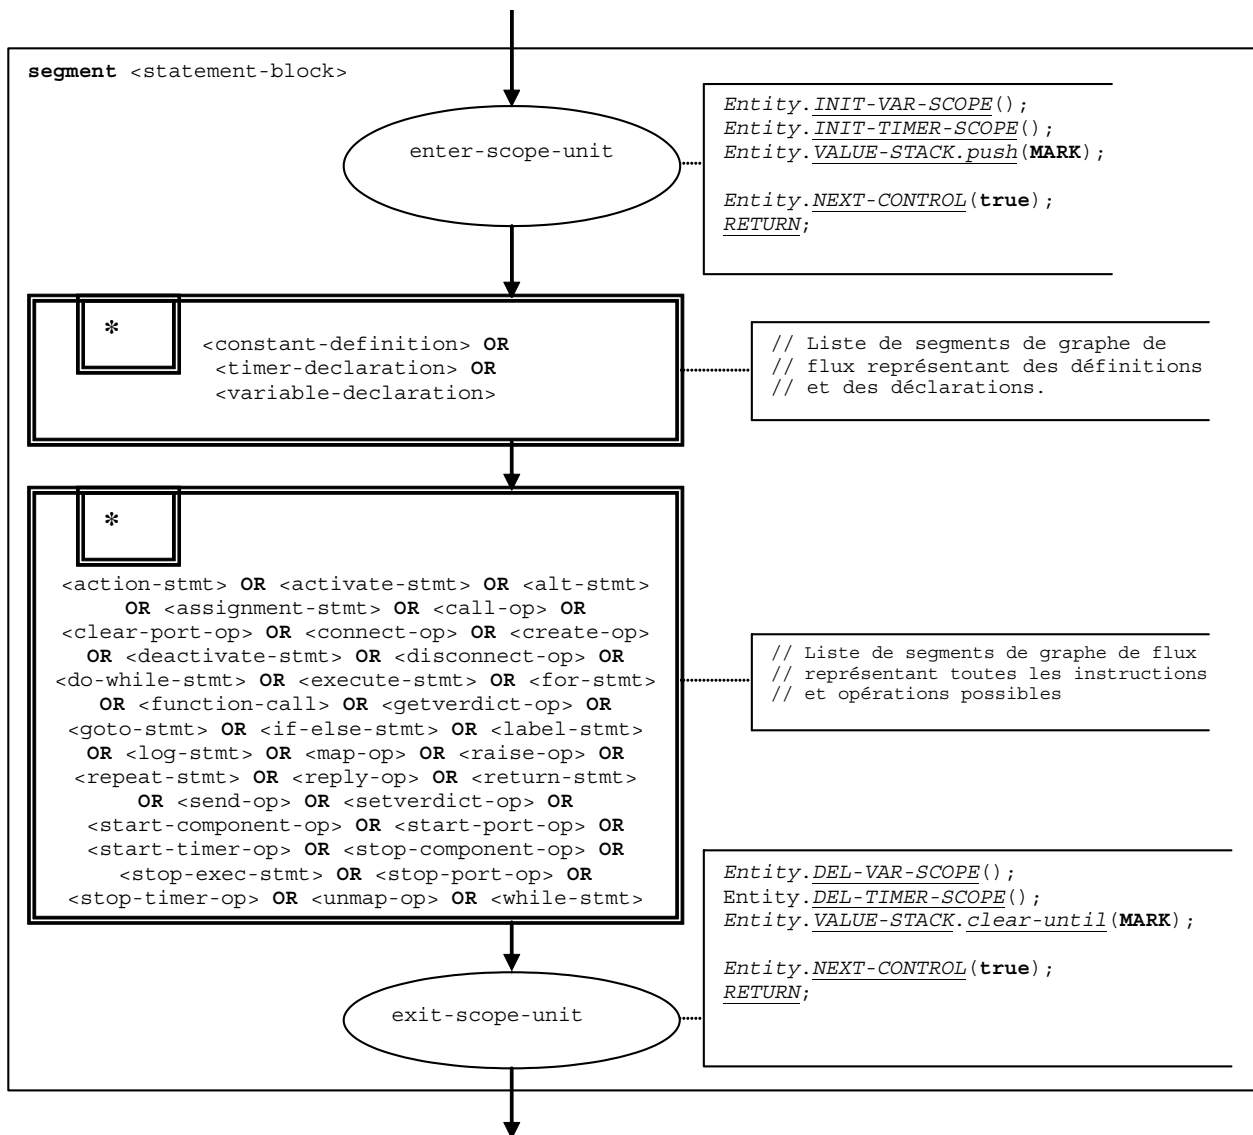 segment <statement-block>
enter-scope-unit
Entity.INIT-VAR-SCOPE();
Entity.INIT-TIMER-SCOPE();
Entity.VALUE-STACK.push(MARK);
Entity.NEXT-CONTROL(true);
RETURN;
*
<constant-definition> OR
<timer-declaration> OR
<variable-declaration>
// Liste de segments de graphe de
// flux représentant des définitions
// et des déclarations.
*
<action-stmt> OR <activate-stmt> OR <alt-stmt>
OR <assignment-stmt> OR <call-op> OR
<clear-port-op> OR <connect-op> OR <create-op>
OR <deactivate-stmt> OR <disconnect-op> OR
<do-while-stmt> OR <execute-stmt> OR <for-stmt>
OR <function-call> OR <getverdict-op> OR
<goto-stmt> OR <if-else-stmt> OR <label-stmt>
OR <log-stmt> OR <map-op> OR <raise-op> OR
<repeat-stmt> OR <reply-op> OR <return-stmt>
OR <send-op> OR <setverdict-op> OR
<start-component-op> OR <start-port-op> OR
<start-timer-op> OR <stop-component-op> OR
<stop-exec-stmt> OR <stop-port-op> OR
<stop-timer-op> OR <unmap-op> OR <while-stmt>
// Liste de segments de graphe de flux
// représentant toutes les instructions
// et opérations possibles
exit-scope-unit
Entity.DEL-VAR-SCOPE();
Entity.DEL-TIMER-SCOPE();
Entity.VALUE-STACK.clear-until(MARK);
Entity.NEXT-CONTROL(true);
RETURN;